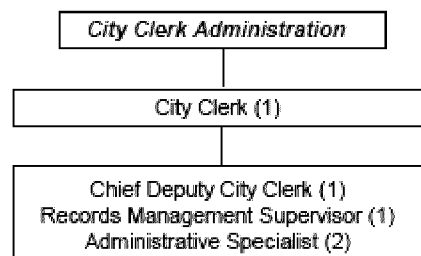 City Clerk Administration
City Clerk (1)
Chief Deputy City Clerk (1)
Records Management Supervisor (1)
Administrative Specialist (2)